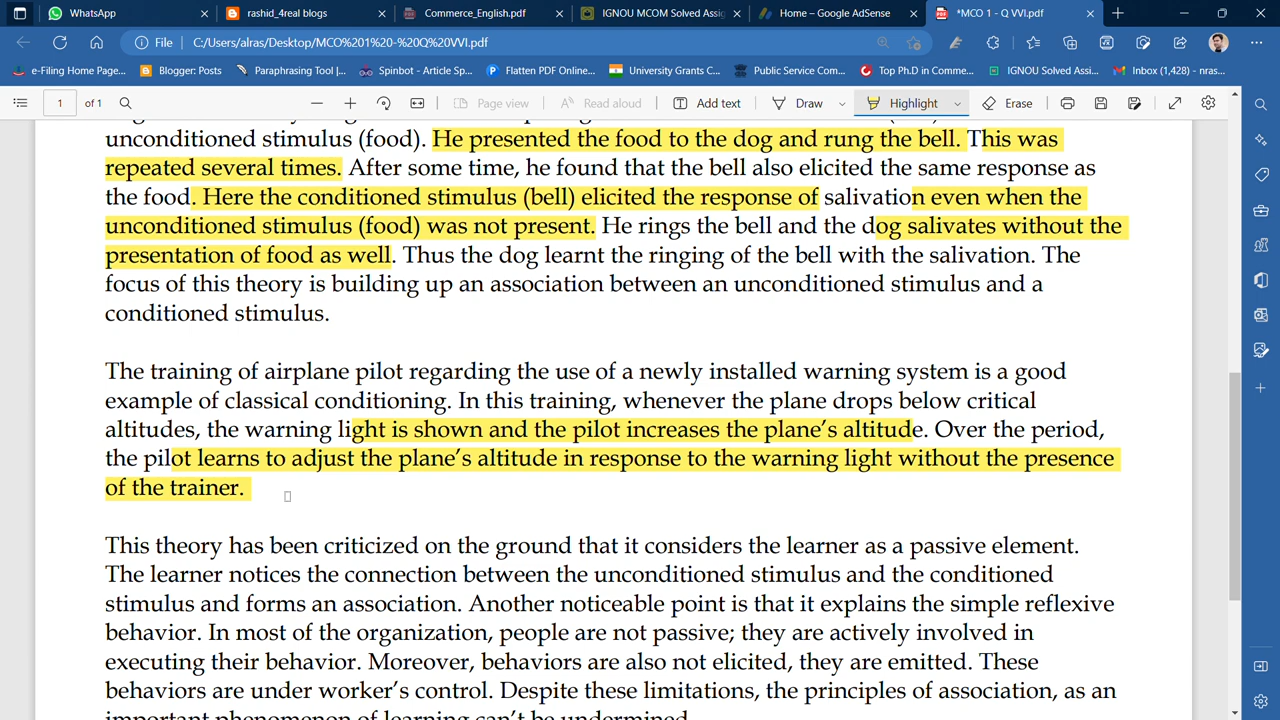 WhatsApp
rashid_4real blogs
Commerce_English.pdf
IGNOU MCOM Solved Assig
Home – Google AdSense
*MCO 1 - Q VVI.pdf
File C:/Users/alras/Desktop/MCO%201%20-%20Q%20VVI.pdf
e-Filing Home Page...
Blogger: Posts
Paraphrasing Tool |...
Spinbot - Article Sp...
Flatten PDF Online...
University Grants C...
Public Service Com...
Top Ph.D in Comme...
IGNOU Solved Assi...
Inbox (1,428) - nras...
1 of 1
Page view
Read aloud
Add text
Draw
Highlight
Erase
unconditioned stimulus (food). He presented the food to the dog and rung the bell. This was
repeated several times. After some time, he found that the bell also elicited the same response as
the food. Here the conditioned stimulus (bell) elicited the response of salivation even when the
unconditioned stimulus (food) was not present. He rings the bell and the dog salivates without the
presentation of food as well. Thus the dog learnt the ringing of the bell with the salivation. The
focus of this theory is building up an association between an unconditioned stimulus and a
conditioned stimulus.
The training of airplane pilot regarding the use of a newly installed warning system is a good
example of classical conditioning. In this training, whenever the plane drops below critical
altitudes, the warning light is shown and the pilot increases the plane's altitude. Over the period,
the pilot learns to adjust the plane's altitude in response to the warning light without the presence
of the trainer.
This theory has been criticized on the ground that it considers the learner as a passive element.
The learner notices the connection between the unconditioned stimulus and the conditioned
stimulus and forms an association. Another noticeable point is that it explains the simple reflexive
behavior. In most of the organization, people are not passive; they are actively involved in
executing their behavior. Moreover, behaviors are also not elicited, they are emitted. These
behaviors are under worker's control. Despite these limitations, the principles of association, as an
important phenomenon of learning can't be undermined.